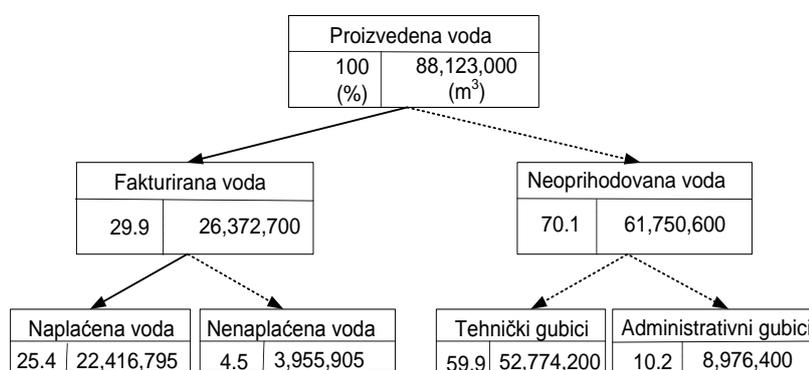 Proizvedena voda
100 88,123,000
(%) (m³)
Fakturirana voda
29.9 26,372,700
Neoprihodovana voda
70.1 61,750,600
Naplaćena voda
25.4 22,416,795
Nenaplaćena voda
4.5 3,955,905
Tehnički gubici
59.9 52,774,200
Administrativni gubici
10.2 8,976,400